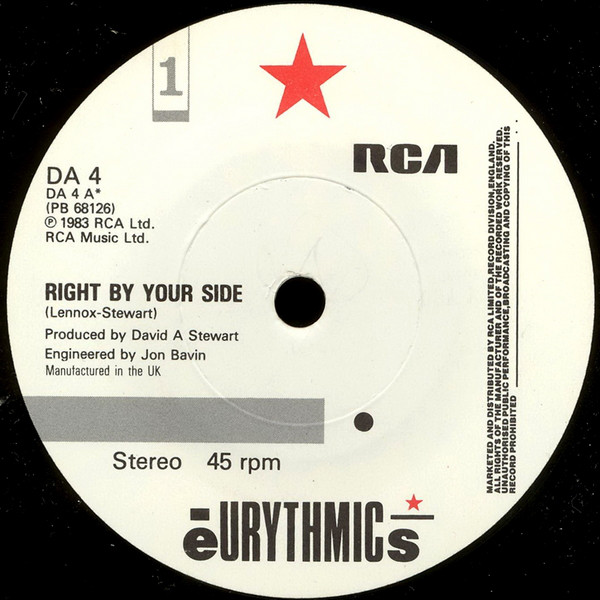 1
RCA
DA 4
DA 4 A*
(PB 68126)
℗ 1983 RCA Ltd.
RCA Music Ltd.
RIGHT BY YOUR SIDE
(Lennox-Stewart)
Produced by David A Stewart
Engineered by Jon Bavin
Manufactured in the UK
Stereo 45 rpm
eURYTHMICs
MARKETED AND DISTRIBUTED BY RCA LIMITED,RECORD DIVISION,ENGLAND.
ALL RIGHTS OF THE MANUFACTURER AND OF THE RECORDED WORK RESERVED.
UNAUTHORISED PUBLIC PERFORMANCE,BROADCASTING AND COPYING OF THIS
RECORD PROHIBITED